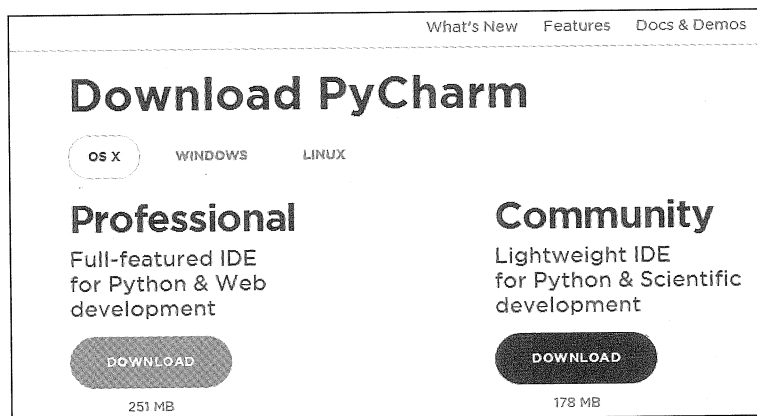 What's New Features Docs & Demos
Download PyCharm
OS X WINDOWS LINUX
Professional
Full-featured IDE
for Python & Web
development
DOWNLOAD
251 MB
Community
Lightweight IDE
for Python & Scientific
development
DOWNLOAD
178 MB